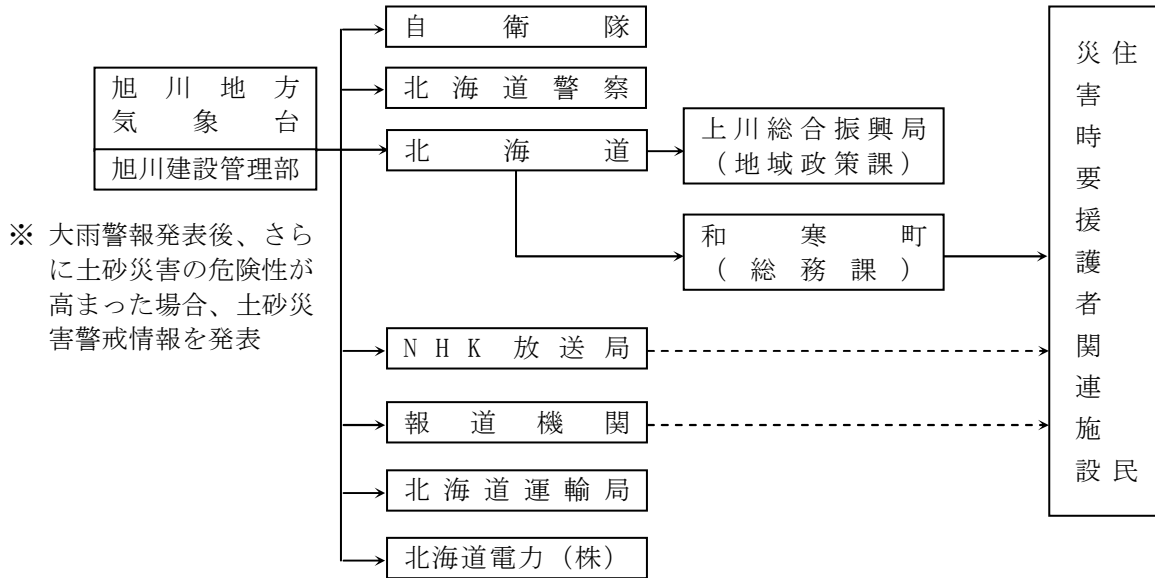 自衛隊
旭川地方
気象台
旭川建設管理部
北海道警察
北海道
上川総合振興局
（地域政策課）
和寒町
（総務課）
※ 大雨警報発表後、さら
に土砂災害の危険性が
高まった場合、土砂災
害警戒情報を発表
NHK放送局
報道機関
北海道運輸局
北海道電力（株）
住民
災害時要援護者関連施設